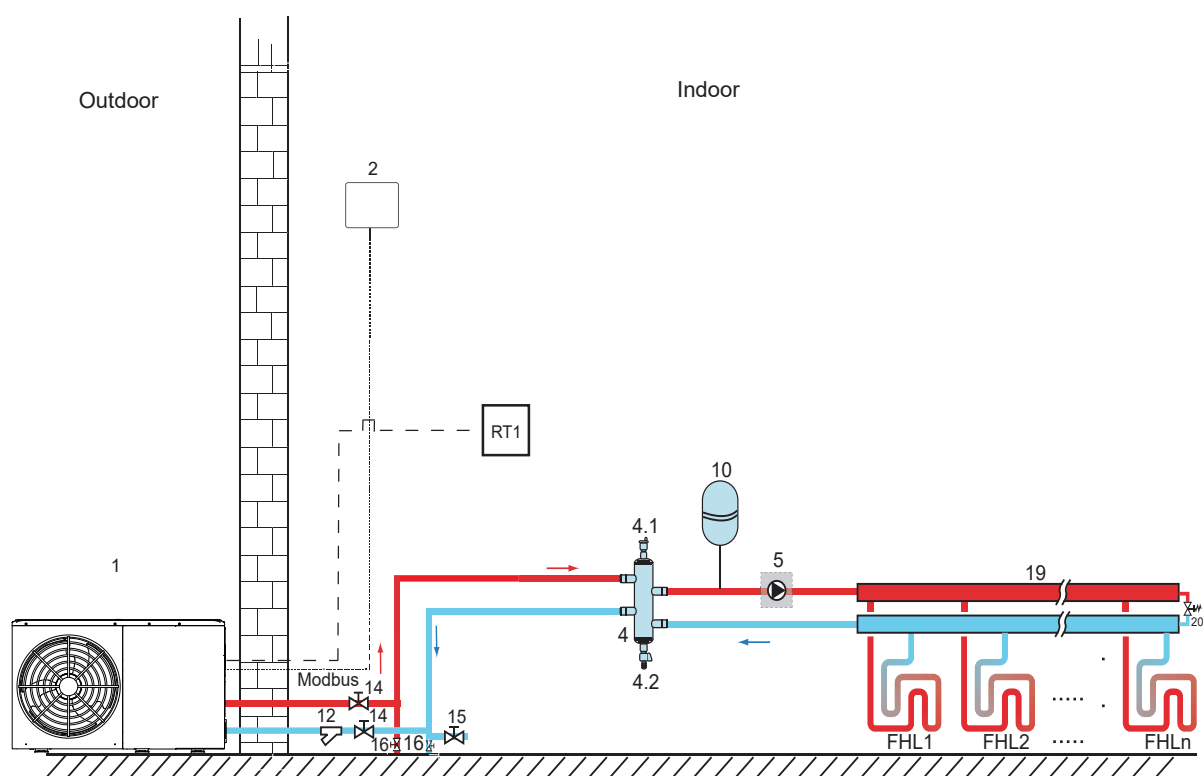 Outdoor
Indoor
2
RT1
10
4.1
1
5
19
4
20
4.2
Modbus
14
12
14
15
16
16
FHL1
FHL2
.....
.....
FHLn